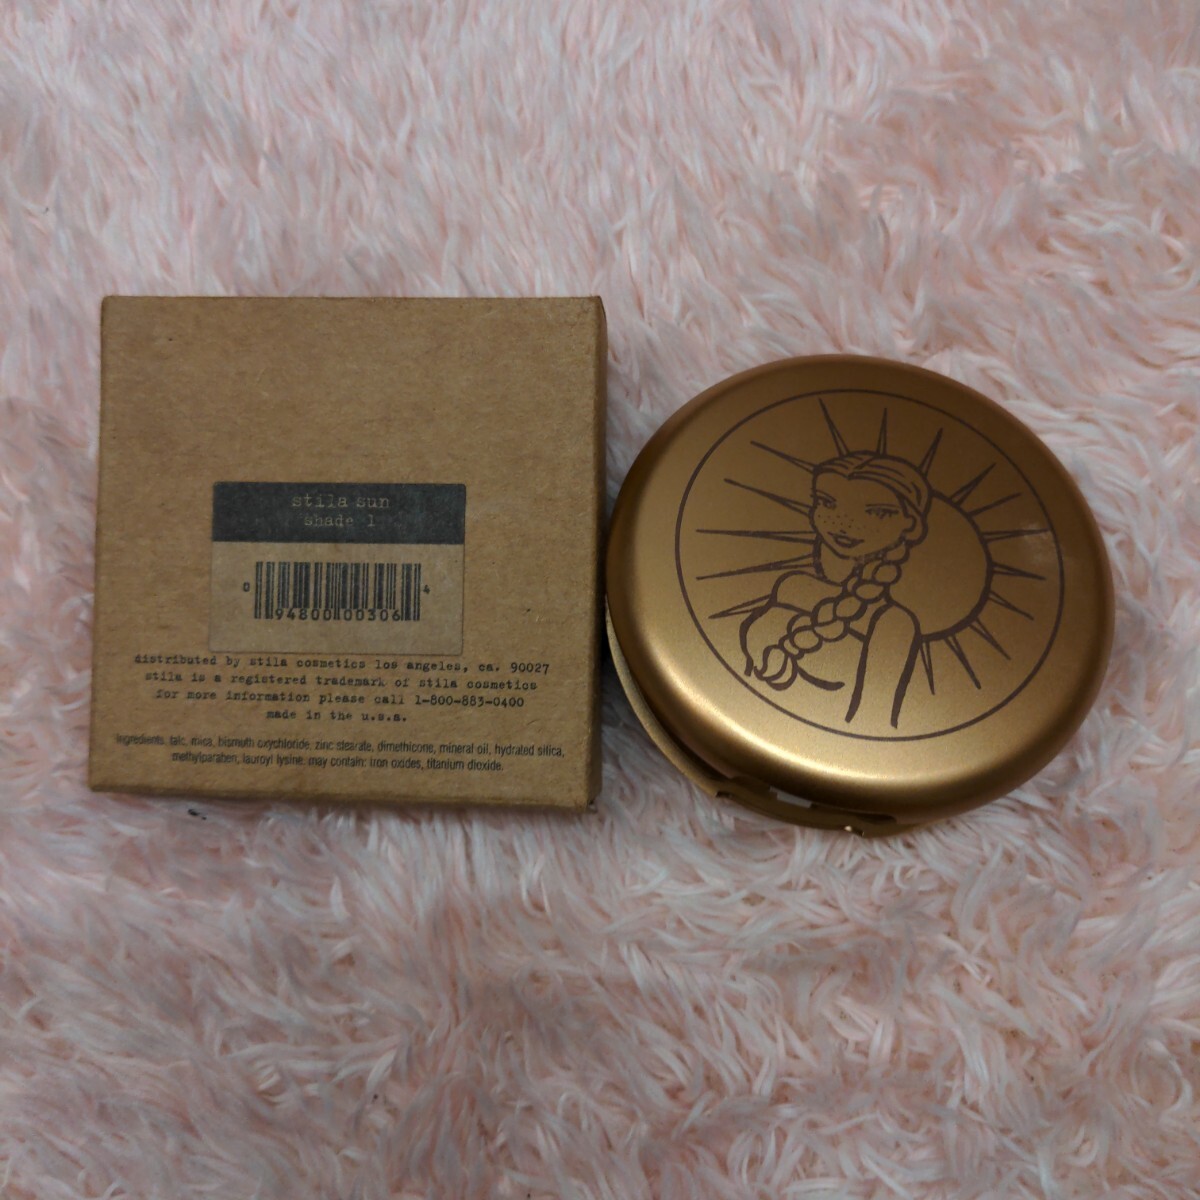 stila sun
shade 1
0 94800 00306 4
distributed by stila cosmetics los angeles, ca. 90027
stila is a registered trademark of stila cosmetics
for more information please call 1-800-883-0400
made in the u.s.a.
Ingredients: talc, mica, bismuth oxychloride, zinc stearate, dimethicone, mineral oil, hydrated silica,
methylparaben, lauroyl lysine. may contain: iron oxides, titanium dioxide.